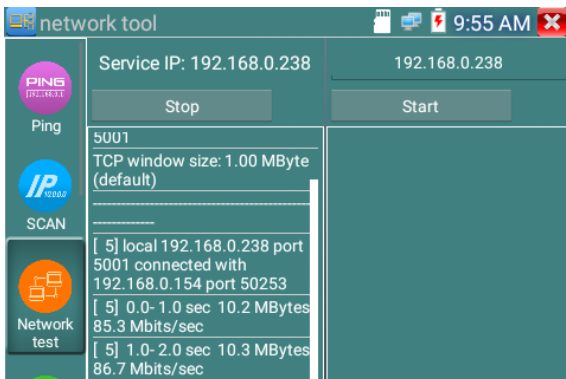 network tool
9:55 AM
PING
Ping
IP
SCAN
Network
test
Service IP: 192.168.0.238
Stop
5001
TCP window size: 1.00 MByte
(default)
------------------------------------------------
-------------
[ 5] local 192.168.0.238 port
5001 connected with
192.168.0.154 port 50253
[ 5] 0.0- 1.0 sec 10.2 MBytes
85.3 Mbits/sec
[ 5] 1.0- 2.0 sec 10.3 MBytes
86.7 Mbits/sec
192.168.0.238
Start